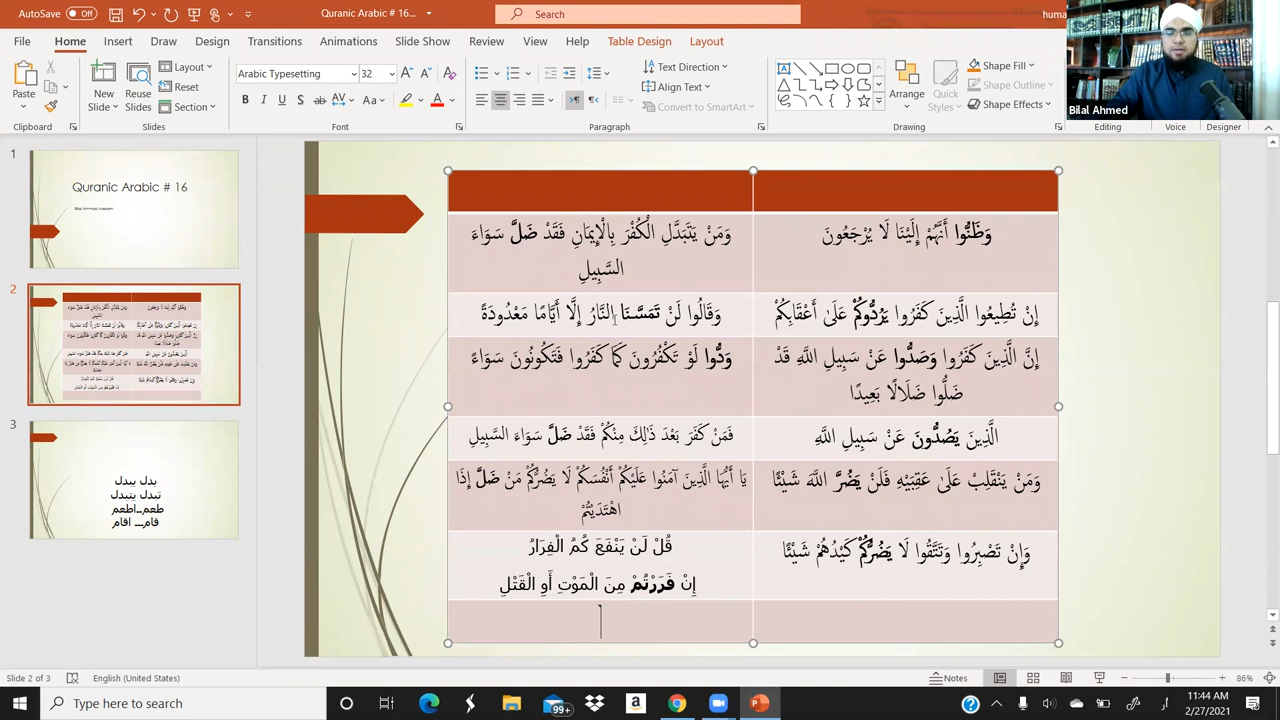 AutoSave Off
Quranic Arabic # 16...
Search
huma
File Home Insert Draw Design Transitions Animations Slide Show Review View Help Table Design Layout
Paste
Clipboard
New Slide
Reuse Slides
Layout
Reset
Section
Slides
Arabic Typesetting 32
Font
Text Direction
Align Text
Convert to SmartArt
Paragraph
Arrange
Quick Styles
Shape Fill
Shape Outline
Shape Effects
Drawing
Editing
Voice
Designer
Bilal Ahmed
1
Quranic Arabic # 16
2
3
بدل يبدل
تبدل يتبدل
طعم...اطعم
قام... اقام
وَظَنُّوا أَنَّهُمْ إِلَيْنَا لَا يُرْجَعُونَ
وَمَنْ يَتَبَدَّلِ الْكُفْرَ بِالْإِيمَانِ فَقَدْ ضَلَّ سَوَاءَ
السَّبِيلِ
إِنْ تُطِيعُوا الَّذِينَ كَفَرُوا يَرُدُّوكُمْ عَلَىٰ أَعْقَابِكُمْ
وَقَالُوا لَنْ تَمَسَّنَا النَّارُ إِلَّا أَيَّامًا مَعْدُودَةً
إِنَّ الَّذِينَ كَفَرُوا وَصَدُّوا عَنْ سَبِيلِ اللَّهِ قَدْ
ضَلُّوا ضَلَالًا بَعِيدًا
وَدُّوا لَوْ تَكْفُرُونَ كَمَا كَفَرُوا فَتَكُونُونَ سَوَاءً
الَّذِينَ يَصُدُّونَ عَنْ سَبِيلِ اللَّهِ
فَمَنْ كَفَرَ بَعْدَ ذَٰلِكَ مِنْكُمْ فَقَدْ ضَلَّ سَوَاءَ السَّبِيلِ
وَمَنْ يَنْقَلِبْ عَلَىٰ عَقِبَيْهِ فَلَنْ يَضُرَّ اللَّهَ شَيْئًا
يَا أَيُّهَا الَّذِينَ آمَنُوا عَلَيْكُمْ أَنْفُسَكُمْ لَا يَضُرُّكُمْ مَنْ ضَلَّ إِذَا
اهْتَدَيْتُمْ
وَإِنْ تَصْبِرُوا وَتَتَّقُوا لَا يَضُرُّكُمْ كَيْدُهُمْ شَيْئًا
قُلْ لَنْ يَنْفَعَ كُمُ الْفِرَارُ
إِنْ فَرَرْتُمْ مِنَ الْمَوْتِ أَوِ الْقَتْلِ
Slide 2 of 3
English (United States)
Notes
86%
Type here to search
99+
11:44 AM
2/27/2021